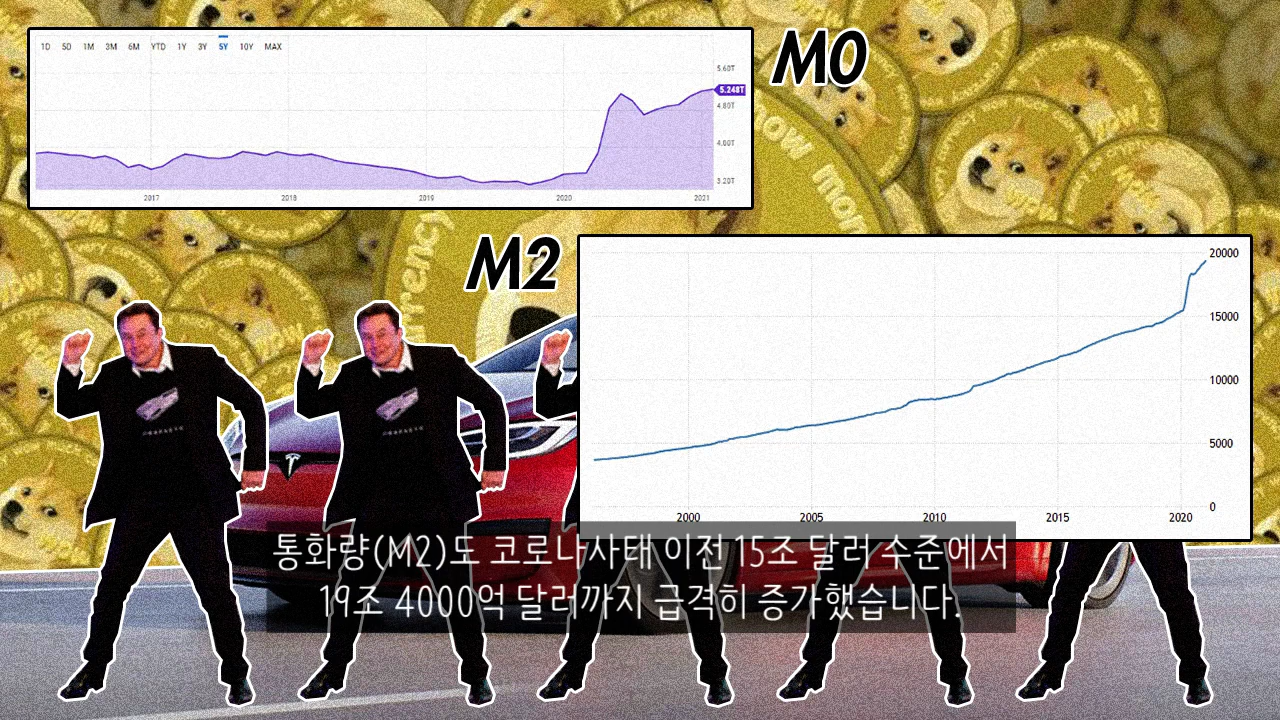 1D 5D 1M 3M 6M YTD 1Y 3Y 5Y 10Y MAX
M0
5.60T
5.248T
4.80T
4.00T
3.20T
2017 2018 2019 2020 2021
M2
20000
15000
10000
5000
0
2000 2005 2010 2015 2020
통화량(M2)도 코로나사태 이전 15조 달러 수준에서
19조 4000억 달러까지 급격히 증가했습니다.